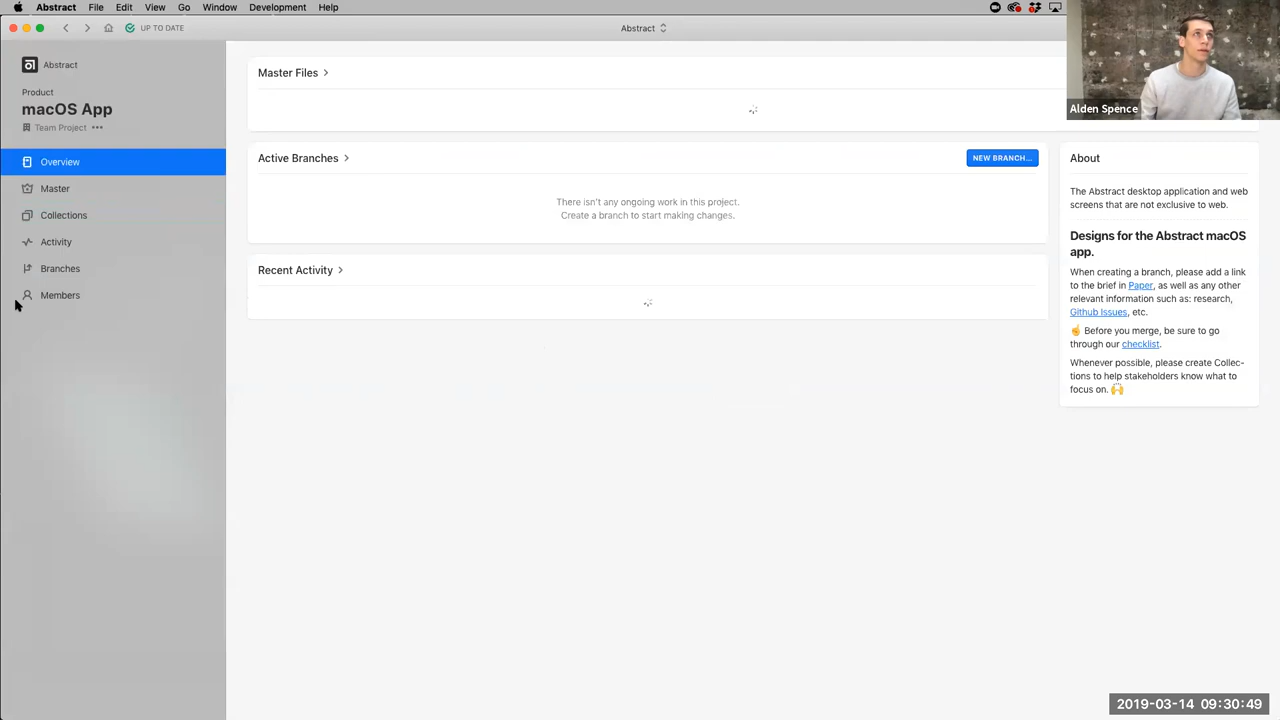 Abstract File Edit View Go Window Development Help
UP TO DATE
Abstract
Alden Spence
Abstract
Product
macOS App
Team Project
Overview
Master
Collections
Activity
Branches
Members
Master Files
Active Branches
NEW BRANCH...
There isn't any ongoing work in this project.
Create a branch to start making changes.
Recent Activity
About
The Abstract desktop application and web
screens that are not exclusive to web.
Designs for the Abstract macOS
app.
When creating a branch, please add a link
to the brief in Paper, as well as any other
relevant information such as: research,
Github Issues, etc.
☝️ Before you merge, be sure to go
through our checklist.
Whenever possible, please create Collec-
tions to help stakeholders know what to
focus on. 🙌
2019-03-14 09:30:49